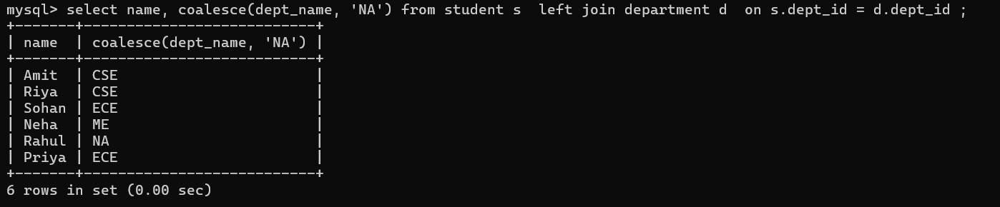 mysql> select name, coalesce(dept_name, 'NA') from student s  left join department d  on s.dept_id = d.dept_id ;
+-------+---------------------------+
| name  | coalesce(dept_name, 'NA') |
+-------+---------------------------+
| Amit  | CSE                       |
| Riya  | CSE                       |
| Sohan | ECE                       |
| Neha  | ME                        |
| Rahul | NA                        |
| Priya | ECE                       |
+-------+---------------------------+
6 rows in set (0.00 sec)